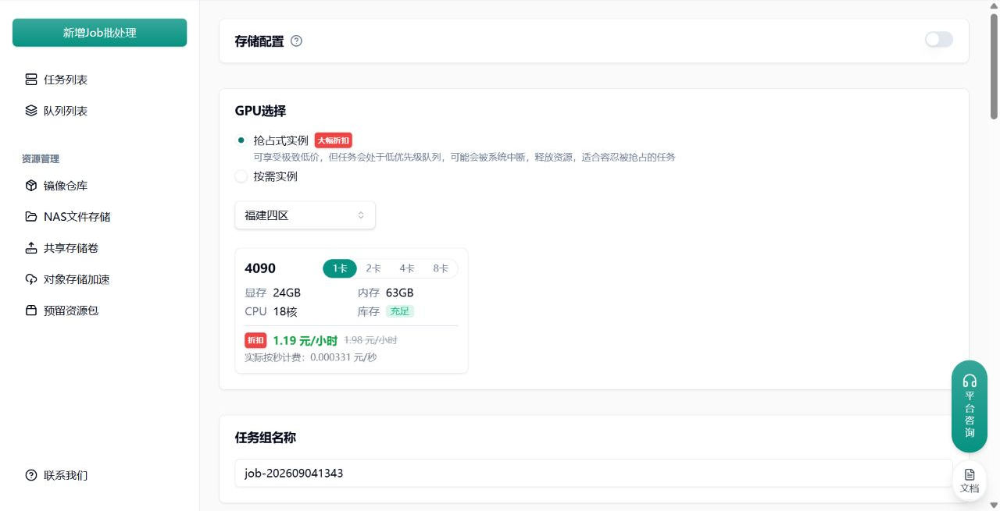 新增Job批处理
任务列表
队列列表
资源管理
镜像仓库
NAS文件存储
共享存储卷
对象存储加速
预留资源包
联系我们
存储配置
GPU选择
抢占式实例 大幅折扣
可享受极致低价，但任务会处于低优先级队列，可能会被系统中断，释放资源，适合容忍被抢占的任务
按需实例
福建四区
4090 1卡 2卡 4卡 8卡
显存 24GB 内存 63GB
CPU 18核 库存 充足
折扣 1.19 元/小时 1.98 元/小时
实际按秒计费：0.000331 元/秒
任务组名称
job-202609041343
平台咨询
文档